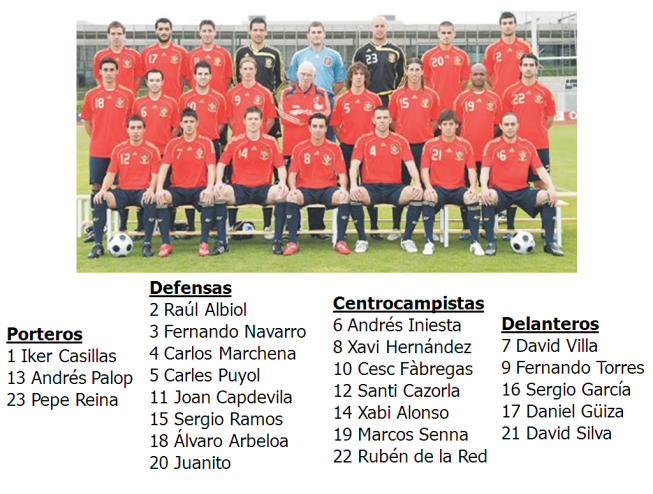 Porteros
1 Iker Casillas
13 Andrés Palop
23 Pepe Reina
Defensas
2 Raúl Albiol
3 Fernando Navarro
4 Carlos Marchena
5 Carles Puyol
11 Joan Capdevila
15 Sergio Ramos
18 Álvaro Arbeloa
20 Juanito
Centrocampistas
6 Andrés Iniesta
8 Xavi Hernández
10 Cesc Fàbregas
12 Santi Cazorla
14 Xabi Alonso
19 Marcos Senna
22 Rubén de la Red
Delanteros
7 David Villa
9 Fernando Torres
16 Sergio García
17 Daniel Güiza
21 David Silva